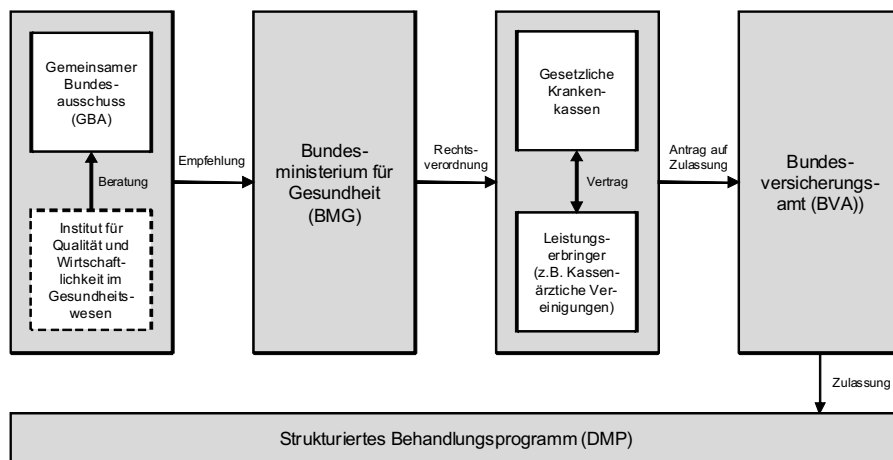 Gemeinsamer
Bundes-
ausschuss
(GBA)
Beratung
Institut für
Qualität und
Wirtschaft-
lichkeit im
Gesundheits-
wesen
Empfehlung
Bundes-
ministerium für
Gesundheit
(BMG)
Rechts-
verordnung
Gesetzliche
Kranken-
kassen
Vertrag
Leistungs-
erbringer
(z.B. Kassen-
ärztliche Ver-
einigungen)
Antrag auf
Zulassung
Bundes-
versicherungs-
amt (BVA))
Zulassung
Strukturiertes Behandlungsprogramm (DMP)